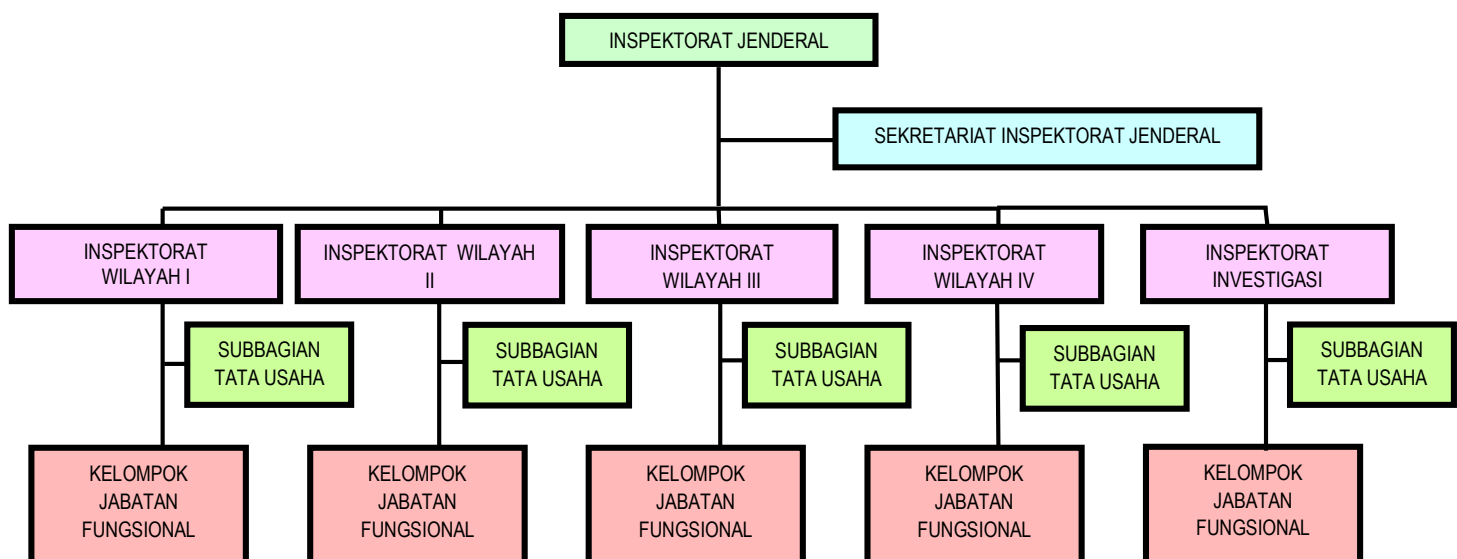 INSPEKTORAT JENDERAL
SEKRETARIAT INSPEKTORAT JENDERAL
INSPEKTORAT
WILAYAH I
INSPEKTORAT WILAYAH
II
INSPEKTORAT
WILAYAH III
INSPEKTORAT
WILAYAH IV
INSPEKTORAT
INVESTIGASI
SUBBAGIAN
TATA USAHA
SUBBAGIAN
TATA USAHA
SUBBAGIAN
TATA USAHA
SUBBAGIAN
TATA USAHA
SUBBAGIAN
TATA USAHA
KELOMPOK
JABATAN
FUNGSIONAL
KELOMPOK
JABATAN
FUNGSIONAL
KELOMPOK
JABATAN
FUNGSIONAL
KELOMPOK
JABATAN
FUNGSIONAL
KELOMPOK
JABATAN
FUNGSIONAL